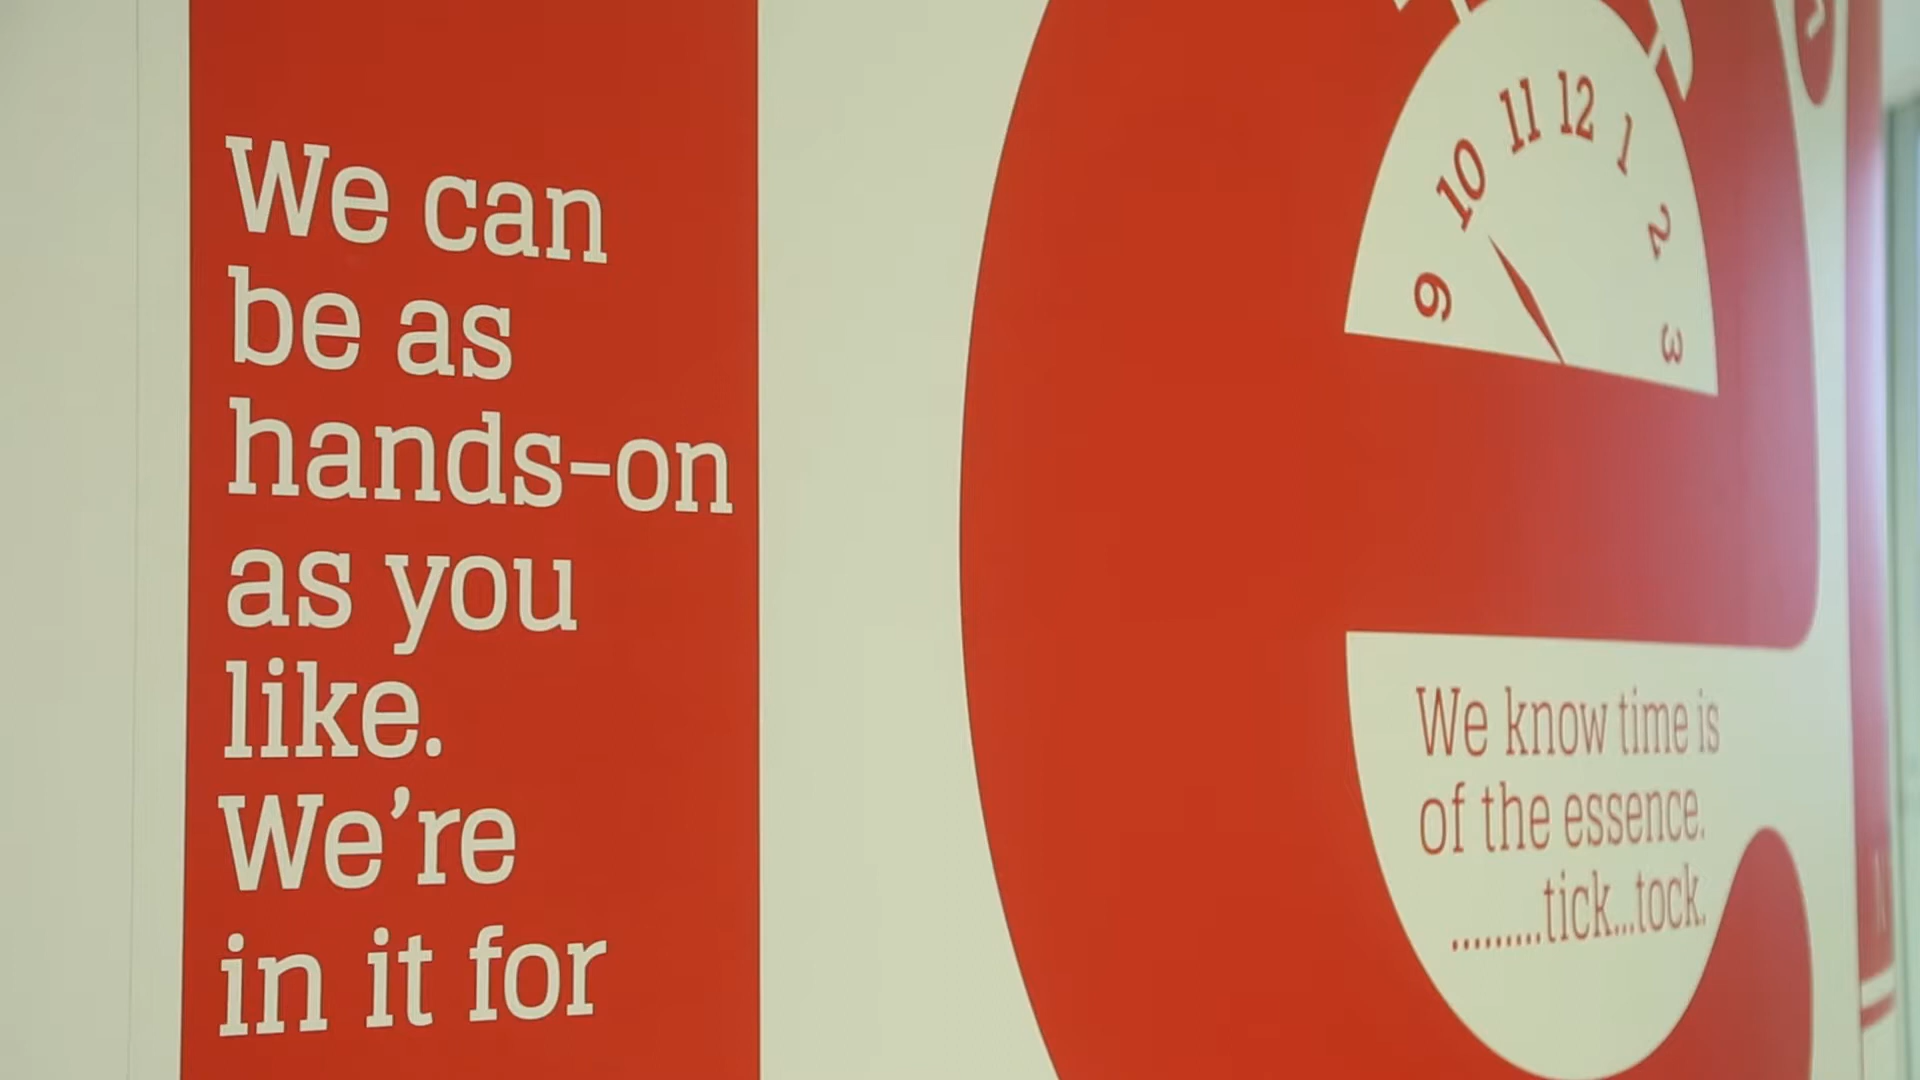 We can
be as
hands-on
as you
like.
We're
in it for
e
9 10 11 12 1 2 3
We know time is
of the essence.
.........tick...tock.